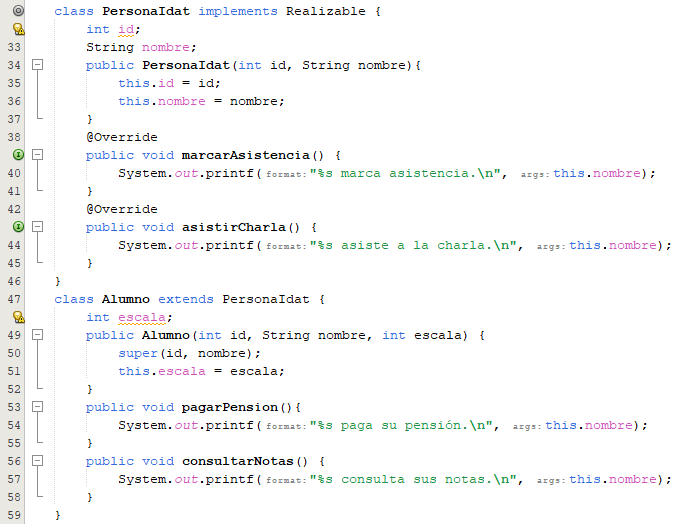 class PersonaIdat implements Realizable {
int id;
33 String nombre;
34 public PersonaIdat(int id, String nombre){
35 this.id = id;
36 this.nombre = nombre;
37 }
38 @Override
public void marcarAsistencia() {
40 System.out.printf(format:"%s marca asistencia.\n", args:this.nombre);
41 }
42 @Override
public void asistirCharla() {
44 System.out.printf(format:"%s asiste a la charla.\n", args:this.nombre);
45 }
46 }
47 class Alumno extends PersonaIdat {
int escala;
49 public Alumno(int id, String nombre, int escala) {
50 super(id, nombre);
51 this.escala = escala;
52 }
53 public void pagarPension(){
54 System.out.printf(format:"%s paga su pensión.\n", args:this.nombre);
55 }
56 public void consultarNotas() {
57 System.out.printf(format:"%s consulta sus notas.\n", args:this.nombre);
58 }
59 }